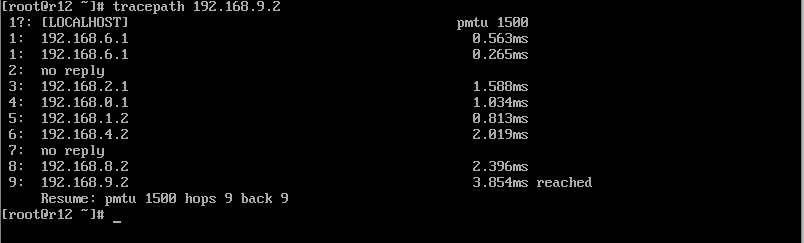 [root@r12 ~]# tracepath 192.168.9.2
1?: [LOCALHOST] pmtu 1500
1: 192.168.6.1 0.563ms
1: 192.168.6.1 0.265ms
2: no reply
3: 192.168.2.1 1.588ms
4: 192.168.0.1 1.034ms
5: 192.168.1.2 0.813ms
6: 192.168.4.2 2.019ms
7: no reply
8: 192.168.8.2 2.396ms
9: 192.168.9.2 3.854ms reached
Resume: pmtu 1500 hops 9 back 9
[root@r12 ~]# _